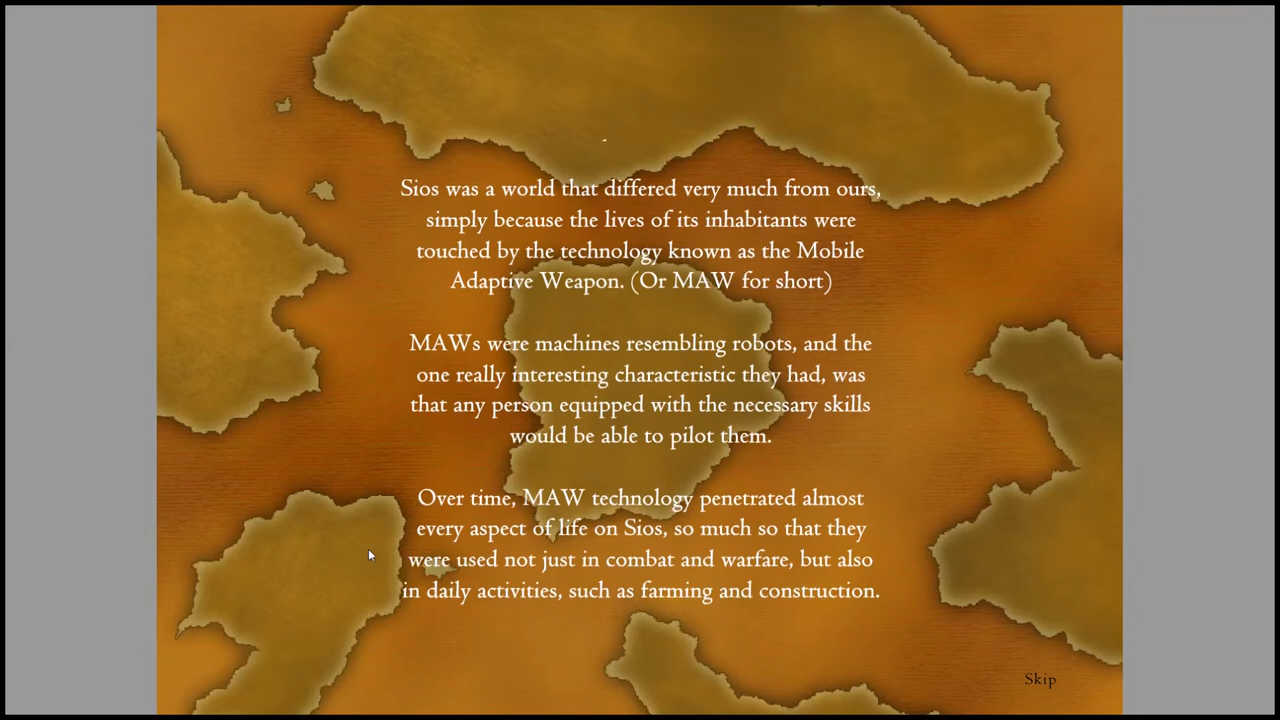 Sios was a world that differed very much from ours,
simply because the lives of its inhabitants were
touched by the technology known as the Mobile
Adaptive Weapon. (Or MAW for short)
MAWs were machines resembling robots, and the
one really interesting characteristic they had, was
that any person equipped with the necessary skills
would be able to pilot them.
Over time, MAW technology penetrated almost
every aspect of life on Sios, so much so that they
were used not just in combat and warfare, but also
in daily activities, such as farming and construction.
Skip